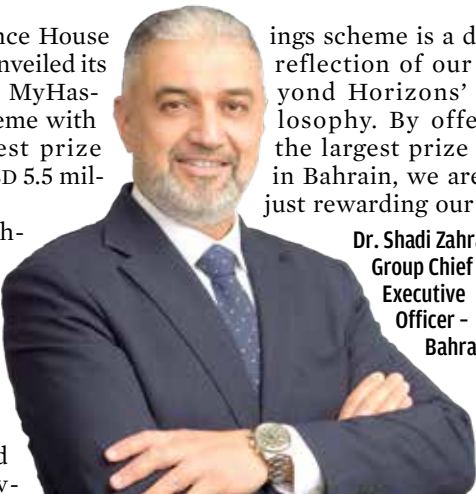 nce House
nveiled its
MyHas-
eme with
est prize
SD 5.5 mil-
h-
d
ings scheme is a d
reflection of our
yond Horizons'
losophy. By offe
the largest prize
in Bahrain, we are
just rewarding our
Dr. Shadi Zahra
Group Chief
Executive
Officer –
Bahra